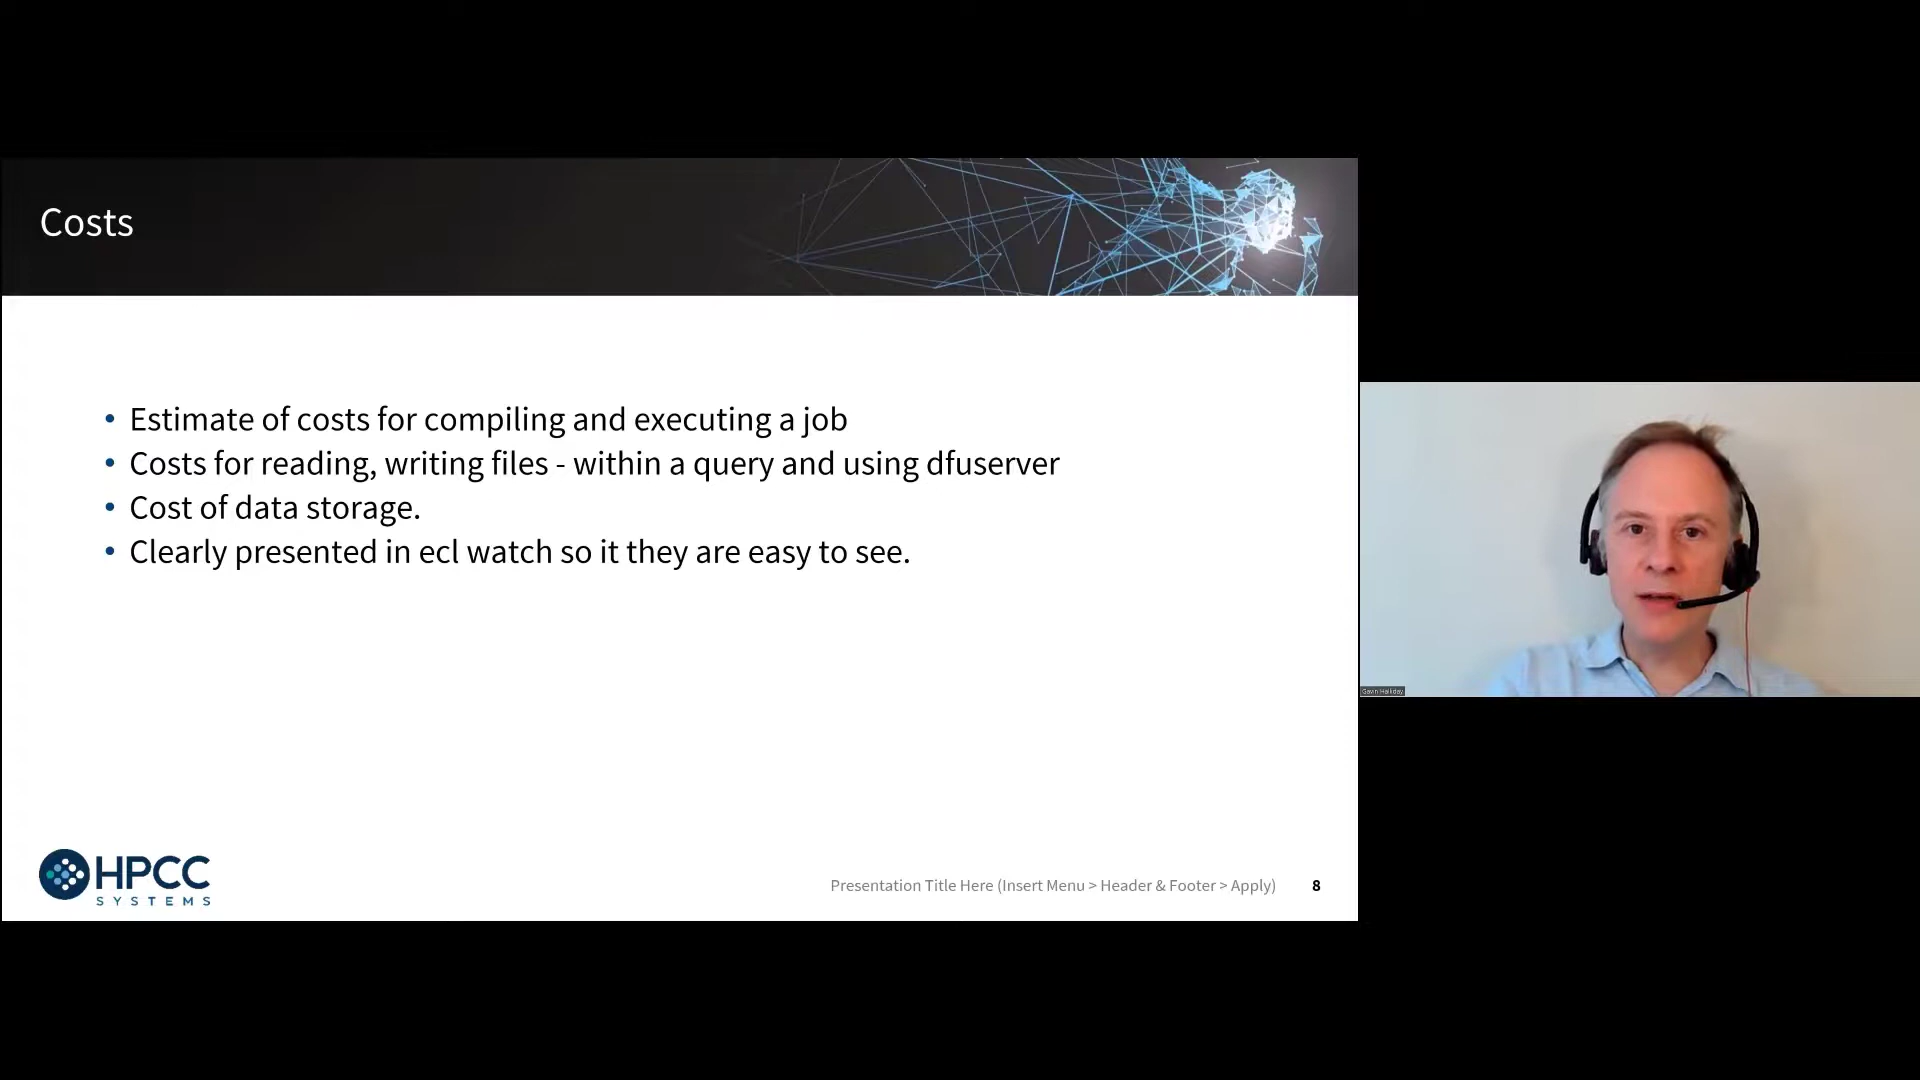 Costs
• Estimate of costs for compiling and executing a job
• Costs for reading, writing files - within a query and using dfuserver
• Cost of data storage.
• Clearly presented in ecl watch so it they are easy to see.
Gavin Halliday
HPCC
SYSTEMS
Presentation Title Here (Insert Menu > Header & Footer > Apply) 8